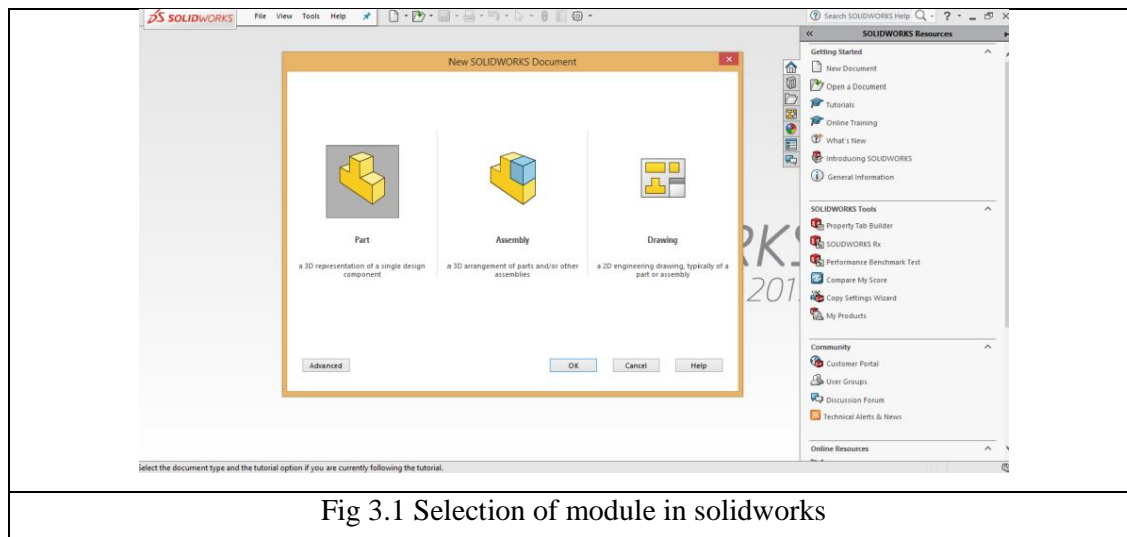 SOLIDWORKS File View Tools Help Search SOLIDWORKS Help
SOLIDWORKS Resources
New SOLIDWORKS Document
Part
a 3D representation of a single design
component
Assembly
a 3D arrangement of parts and/or other
assemblies
Drawing
a 2D engineering drawing, typically of a
part or assembly
Advanced
OK
Cancel
Help
201
Getting Started
New Document
Open a Document
Tutorials
Online Training
What's New
Introducing SOLIDWORKS
General Information
SOLIDWORKS Tools
Property Tab Builder
SOLIDWORKS Rx
Performance Benchmark Test
Compare My Score
Copy Settings Wizard
My Products
Community
Customer Portal
User Groups
Discussion Forum
Technical Alerts & News
Online Resources
Select the document type and the tutorial option if you are currently following the tutorial.
Fig 3.1 Selection of module in solidworks